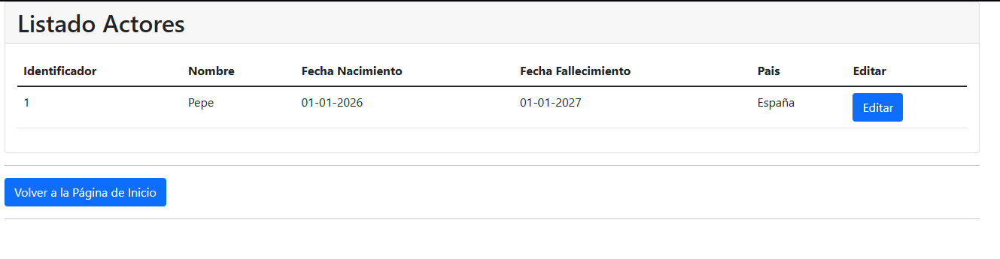 Listado Actores
Identificador Nombre Fecha Nacimiento Fecha Fallecimiento Pais Editar
1 Pepe 01-01-2026 01-01-2027 España Editar
Volver a la Página de Inicio